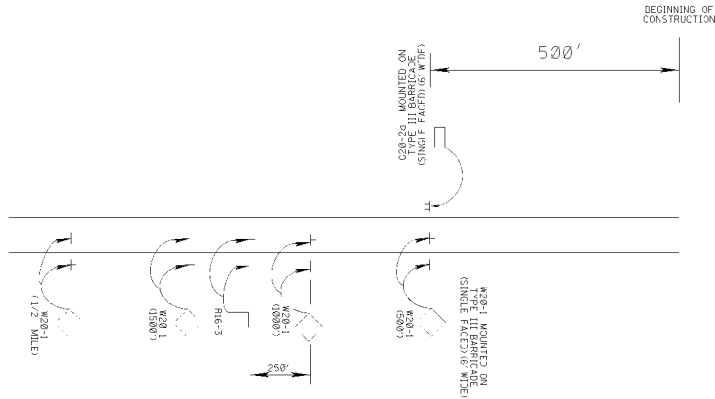 BEGINNING OF
CONSTRUCTION
500'
G20-2a MOUNTED ON
TYPE III BARRICADE
(SINGLE FACED) (6' WIDE)
W20-1
(1/2 MILE)
W20-1
(1500')
R16-3
W20-1
(1000')
250'
W20-1
(500')
W20-1 MOUNTED ON
TYPE III BARRICADE
(SINGLE FACED) (6' WIDE)